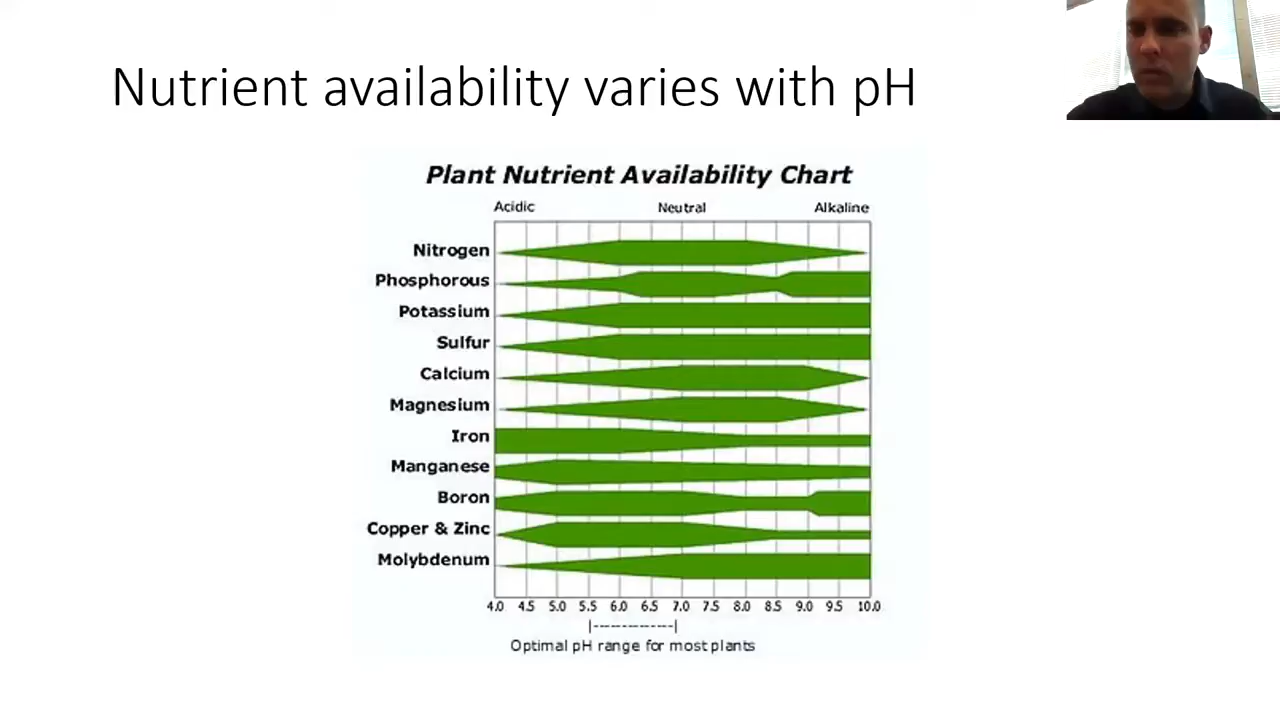 Nutrient availability varies with pH
Plant Nutrient Availability Chart
Acidic Neutral Alkaline
Nitrogen
Phosphorous
Potassium
Sulfur
Calcium
Magnesium
Iron
Manganese
Boron
Copper & Zinc
Molybdenum
4.0 4.5 5.0 5.5 6.0 6.5 7.0 7.5 8.0 8.5 9.0 9.5 10.0
|--------------|
Optimal pH range for most plants